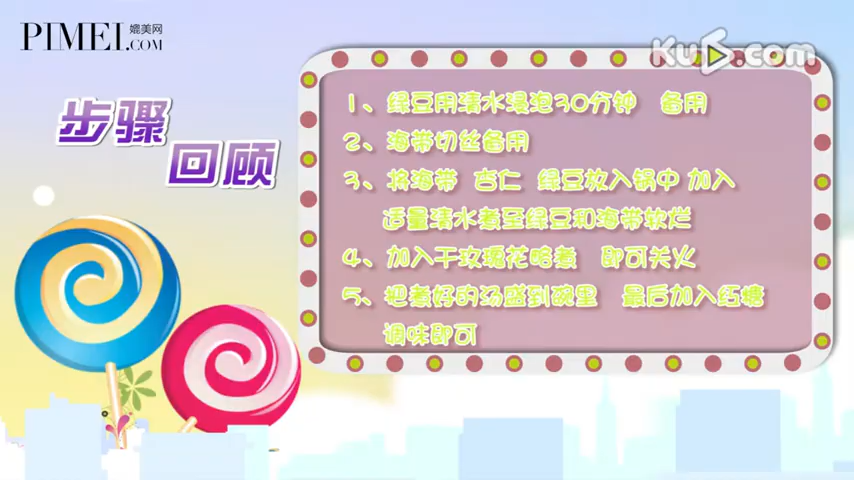 PIMEI.COM 媲美网
Ku6.com
步骤
回顾
1、绿豆用清水浸泡30分钟 备用
2、海带切丝备用
3、将海带 杏仁 绿豆放入锅中 加入
适量清水煮至绿豆和海带软烂
4、加入干玫瑰花略煮 即可关火
5、把煮好的汤盛到碗里 最后加入红糖
调味即可